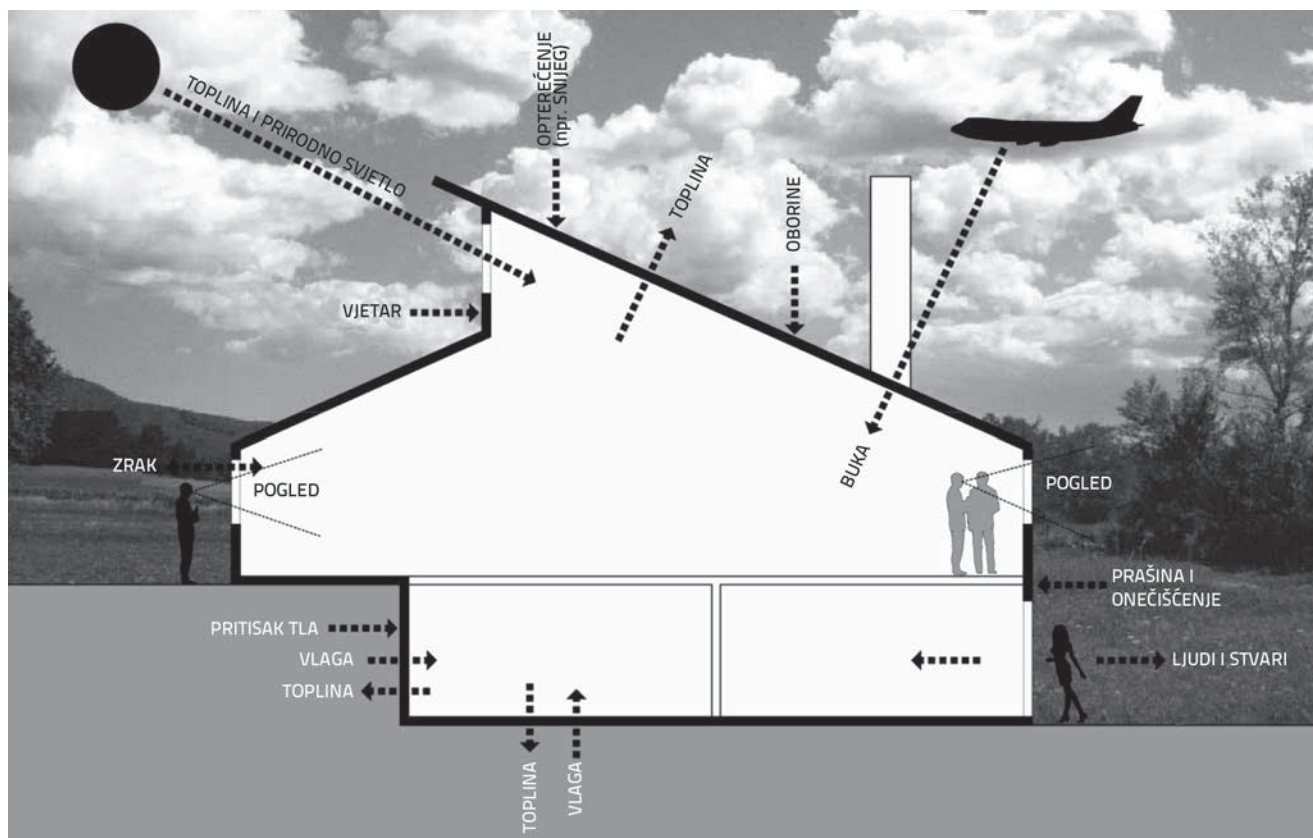 TOPLINA I PRIRODNO SVJETLO
OPTEREĆENJE
(npr. SNIJEG)
TOPLINA
OBORINE
VJETAR
BUKA
ZRAK
POGLED
POGLED
PRAŠINA I
ONEČIŠĆENJE
PRITISAK TLA
VLAGA
TOPLINA
LJUDI I STVARI
TOPLINA
VLAGA